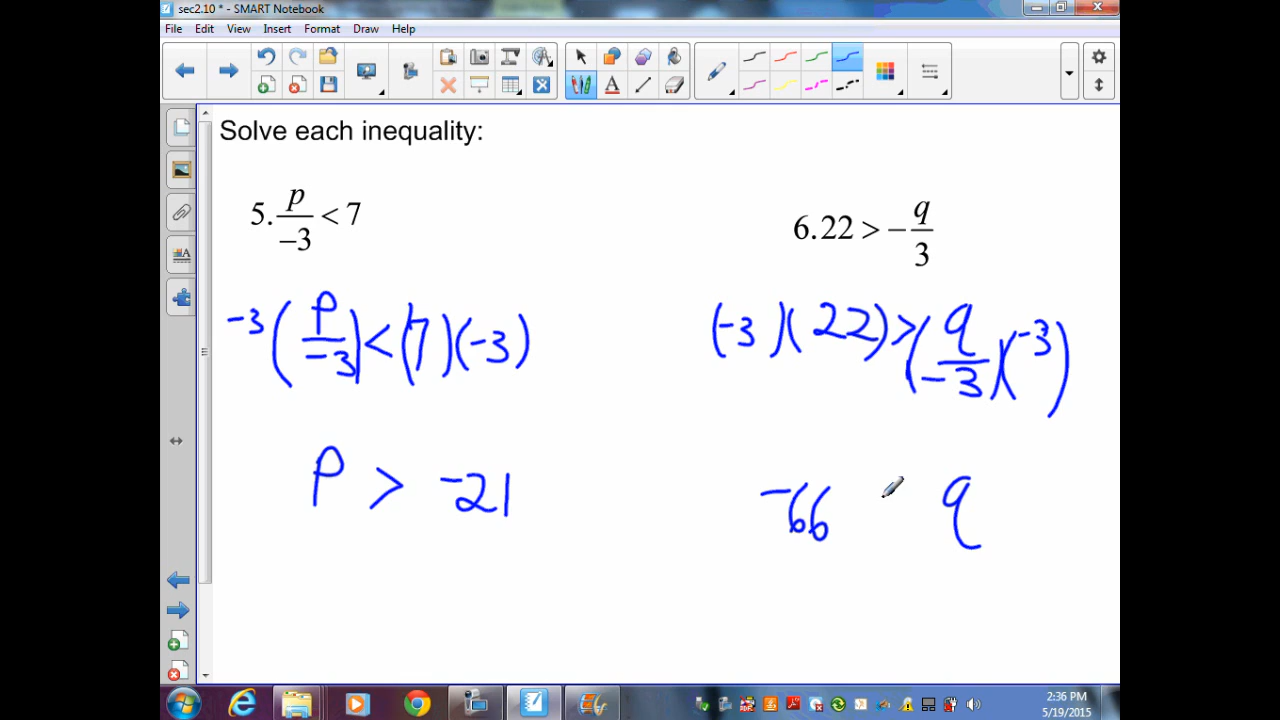 sec2.10 * - SMART Notebook
File Edit View Insert Format Draw Help
Solve each inequality:
5. p/−3 < 7
6. 22 > − q/3
-3 ( p/-3 ) < (7)(-3)
(-3)(22) > ( q/-3 )(-3)
P > -21
-66 q
2:36 PM
5/19/2015